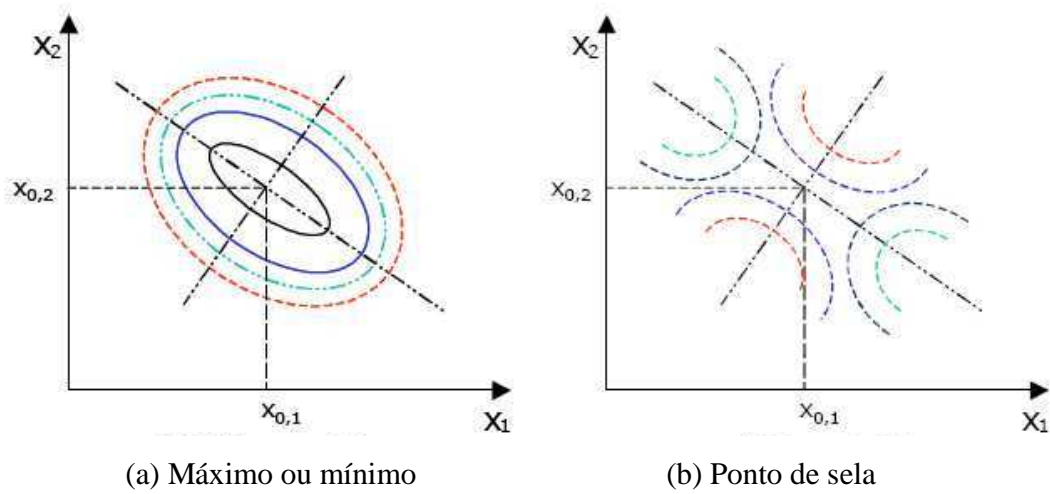 X₂
x₀,₂
x₀,₁
X₁
(a) Máximo ou mínimo
X₂
x₀,₂
x₀,₁
X₁
(b) Ponto de sela